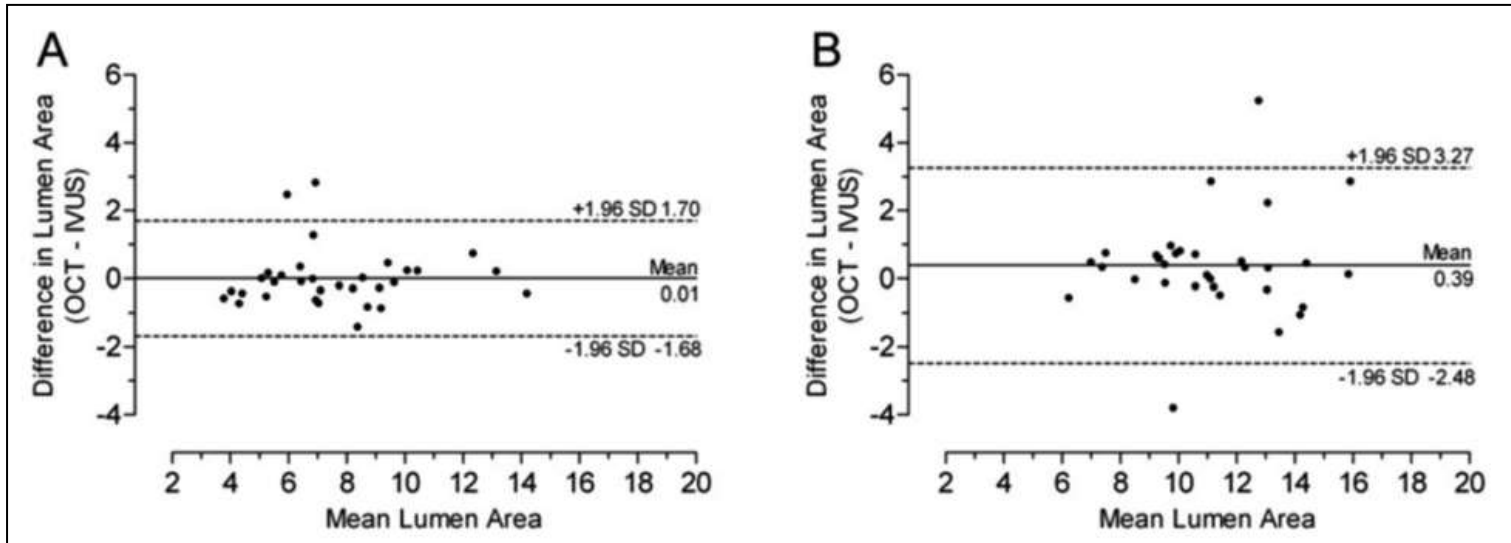 A
Difference in Lumen Area
(OCT - IVUS)
6
4
2
0
-2
-4
+1.96 SD 1.70
Mean
0.01
-1.96 SD -1.68
2 4 6 8 10 12 14 16 18 20
Mean Lumen Area
B
Difference in Lumen Area
(OCT - IVUS)
6
4
2
0
-2
-4
+1.96 SD 3.27
Mean
0.39
-1.96 SD -2.48
2 4 6 8 10 12 14 16 18 20
Mean Lumen Area